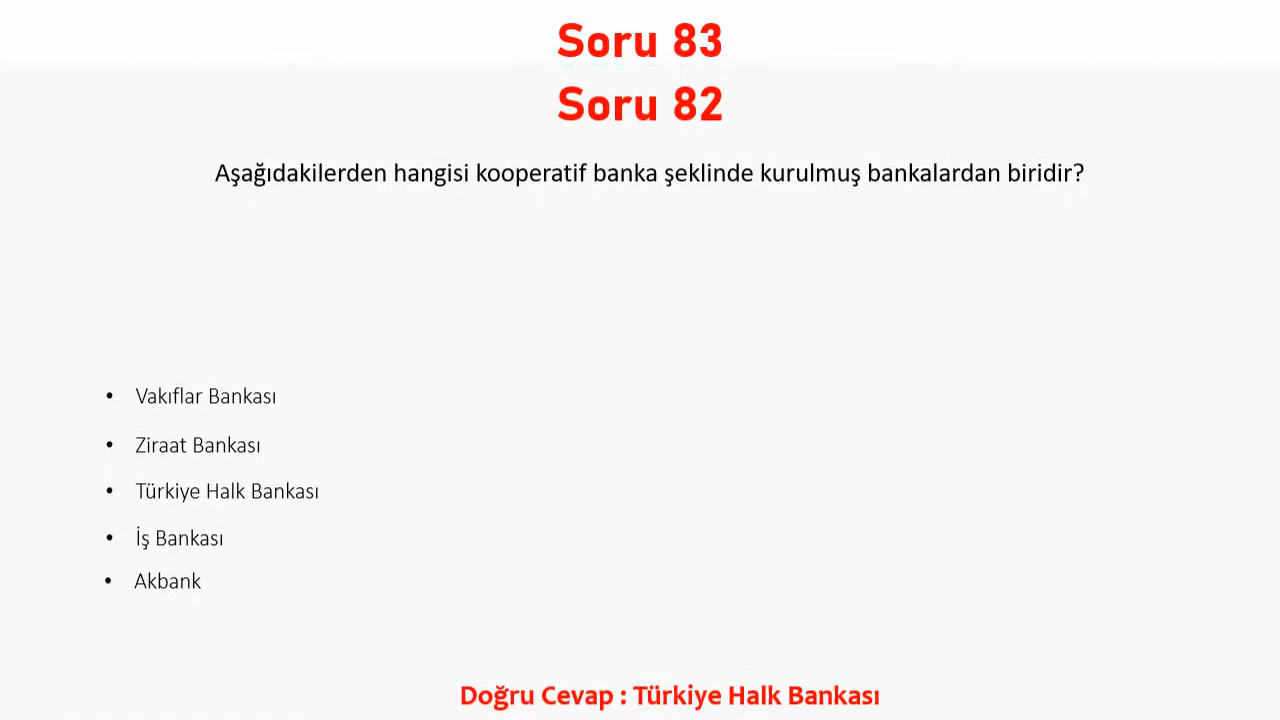 Soru 83
Soru 82
Aşağıdakilerden hangisi kooperatif banka şeklinde kurulmuş bankalardan biridir?
• Vakıflar Bankası
• Ziraat Bankası
• Türkiye Halk Bankası
• İş Bankası
• Akbank
Doğru Cevap : Türkiye Halk Bankası